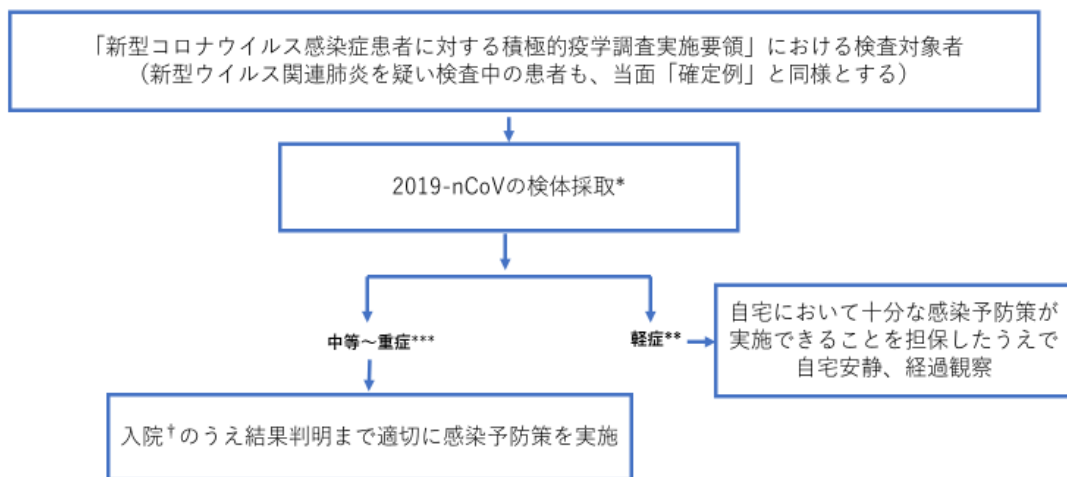 「新型コロナウイルス感染症患者に対する積極的疫学調査実施要領」における検査対象者
（新型ウイルス関連肺炎を疑い検査中の患者も、当面「確定例」と同様とする）
2019-nCoVの検体採取*
中等～重症***
軽症**
自宅において十分な感染予防策が
実施できることを担保したうえで
自宅安静、経過観察
入院†のうえ結果判明まで適切に感染予防策を実施